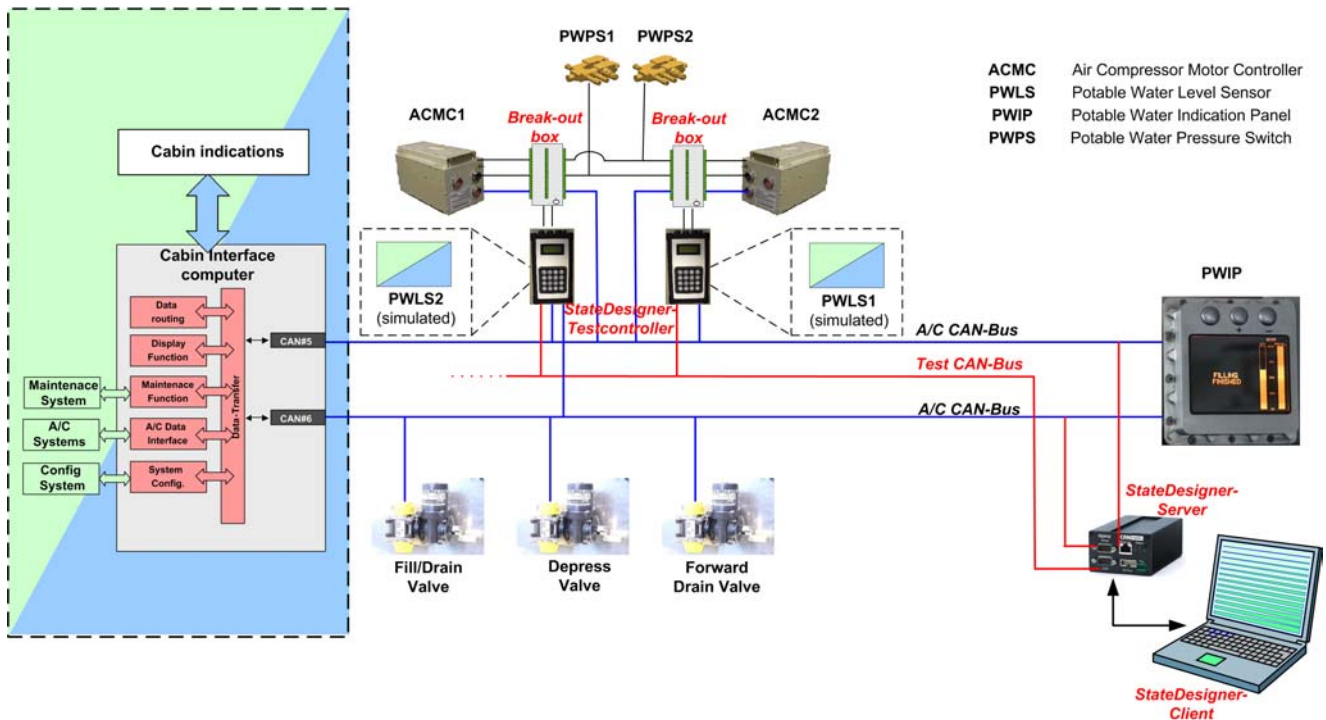 PWPS1
PWPS2
ACMC Air Compressor Motor Controller
PWLS Potable Water Level Sensor
PWIP Potable Water Indication Panel
PWPS Potable Water Pressure Switch
ACMC1
Break-out
box
Break-out
box
ACMC2
Cabin indications
Cabin Interface
computer
Data
routing
Display
Function
Maintenace
Function
A/C Data
Interface
System
Config.
Data-Transfer
CAN#5
CAN#6
Maintenace
System
A/C
Systems
Config
System
PWLS2
(simulated)
StateDesigner-
Testcontroller
PWLS1
(simulated)
PWIP
A/C CAN-Bus
Test CAN-Bus
A/C CAN-Bus
FILLING
FINISHED
Fill/Drain
Valve
Depress
Valve
Forward
Drain Valve
StateDesigner-
Server
StateDesigner-
Client